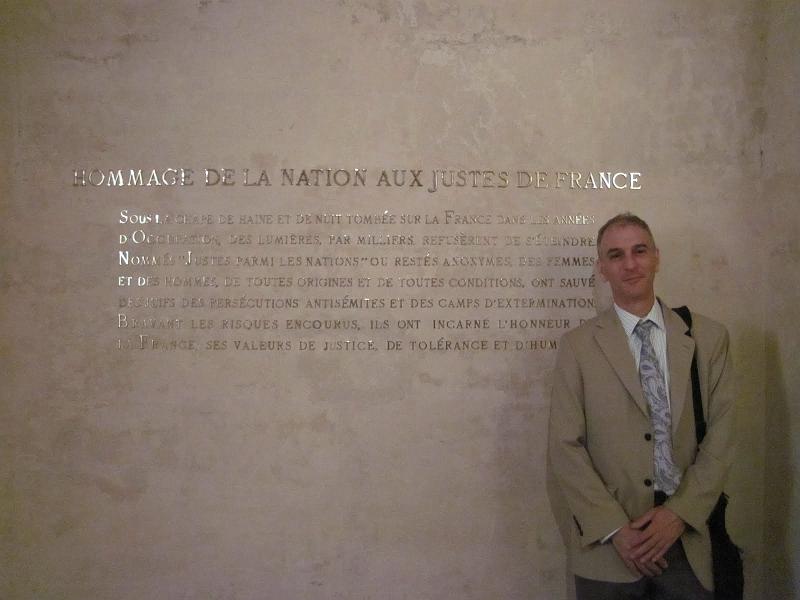 HOMMAGE DE LA NATION AUX JUSTES DE FRANCE
SOUS LA CHAPE DE HAINE ET DE NUIT TOMBÉE SUR LA FRANCE DANS LES ANNÉES
D'OCCUPATION, DES LUMIÈRES, PAR MILLIERS, REFUSÈRENT DE S'ÉTEINDRE.
NOMMÉS "JUSTES PARMI LES NATIONS" OU RESTÉS ANONYMES, DES FEMMES
ET DES HOMMES, DE TOUTES ORIGINES ET DE TOUTES CONDITIONS, ONT SAUVÉ
DES JUIFS DES PERSÉCUTIONS ANTISÉMITES ET DES CAMPS D'EXTERMINATION.
BRAVANT LES RISQUES ENCOURUS, ILS ONT INCARNÉ L'HONNEUR
LA FRANCE, SES VALEURS DE JUSTICE, DE TOLÉRANCE ET